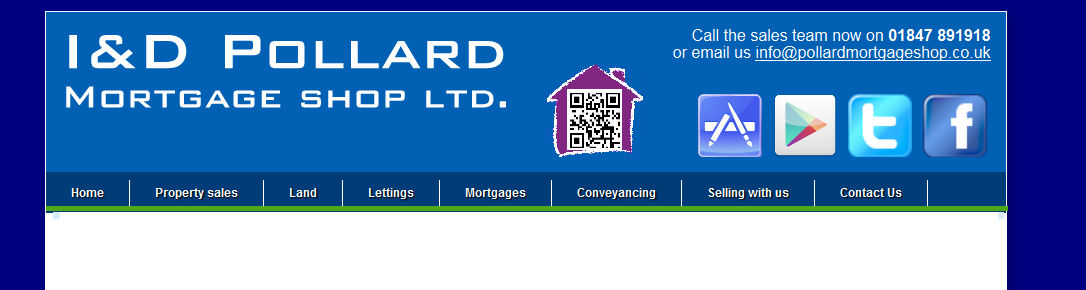 I&D Pollard
Mortgage shop Ltd.
Call the sales team now on 01847 891918
or email us info@pollardmortgageshop.co.uk
t
f
Home Property sales Land Lettings Mortgages Conveyancing Selling with us Contact Us